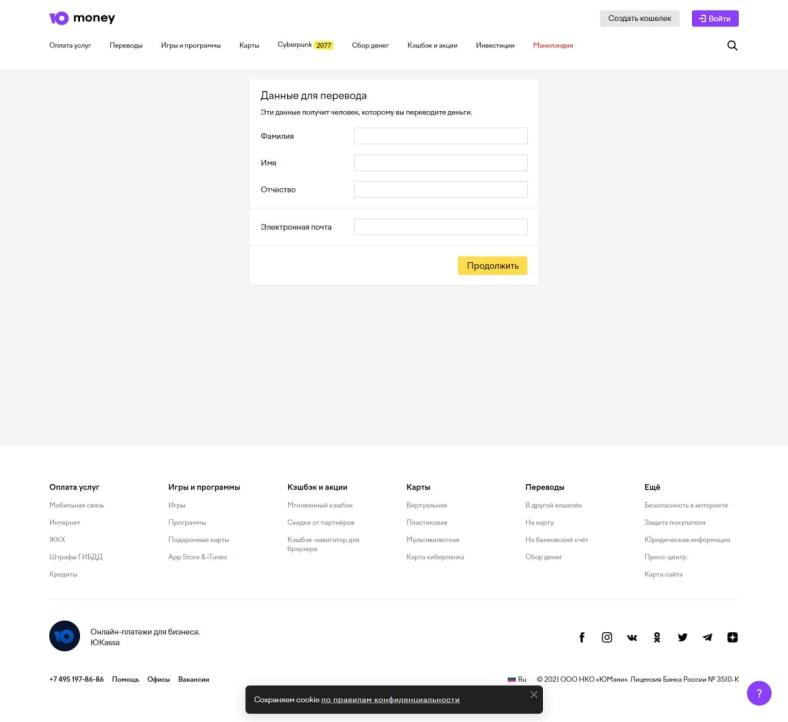 Ю money
Создать кошелек
Войти
Оплата услуг Переводы Игры и программы Карты Cyberpunk 2077 Сбор денег Кэшбэк и акции Инвестиции Манилэндия
Данные для перевода
Эти данные получит человек, которому вы переводите деньги.
Фамилия
Имя
Отчество
Электронная почта
Продолжить
Оплата услуг Игры и программы Кэшбэк и акции Карты Переводы Ещё
Мобильная связь Игры Мгновенный кэшбэк Виртуальная В другой кошелёк Безопасность в интернете
Интернет Программы Скидки от партнёров Пластиковая На карту Защита покупателя
ЖКХ Подарочные карты Кэшбэк-навигатор для Мультивалютная На банковский счёт Юридическая информация
браузера
Штрафы ГИБДД App Store & iTunes Карта киберпанка Сбор денег Пресс-центр
Кредиты Карта сайта
Онлайн-платежи для бизнеса.
ЮKassa
+7 495 197-86-86 Помощь Офисы Вакансии Ru © 2021 ООО НКО «ЮМани». Лицензия Банка России № 3510-К
Сохраняем cookie по правилам конфиденциальности
?